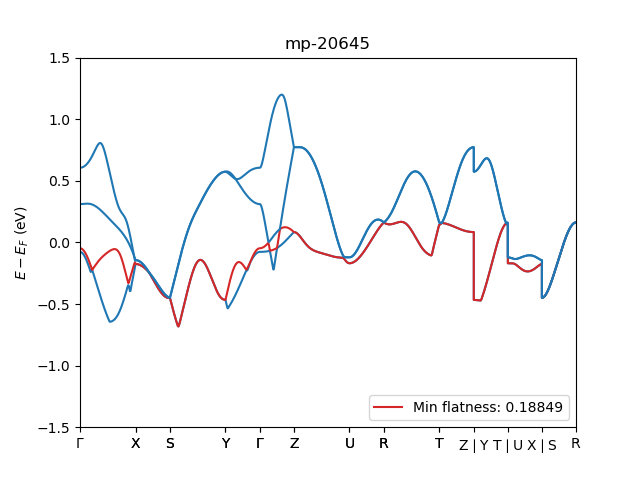 mp-20645
1.5
1.0
0.5
0.0
−0.5
−1.0
−1.5
E − E_F (eV)
Min flatness: 0.18849
Γ X S Y Γ Z U R T Z|Y T|U X|S R